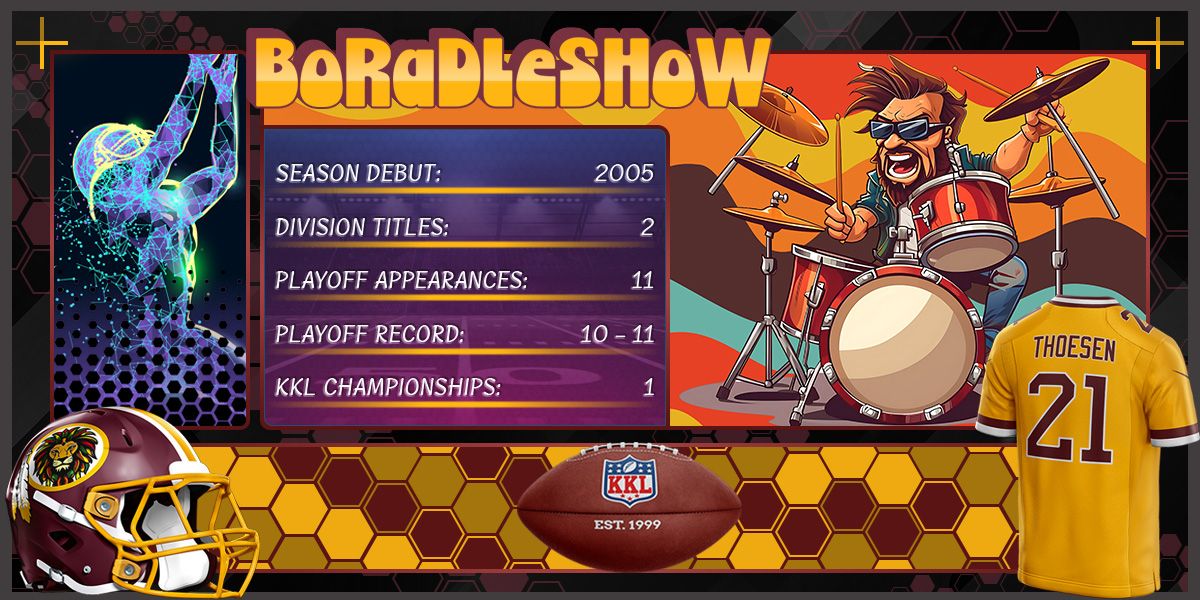 BoRaDLeSHoW
SEASON DEBUT: 2005
DIVISION TITLES: 2
PLAYOFF APPEARANCES: 11
PLAYOFF RECORD: 10 – 11
KKL CHAMPIONSHIPS: 1
THOESEN
21
KKL
EST. 1999